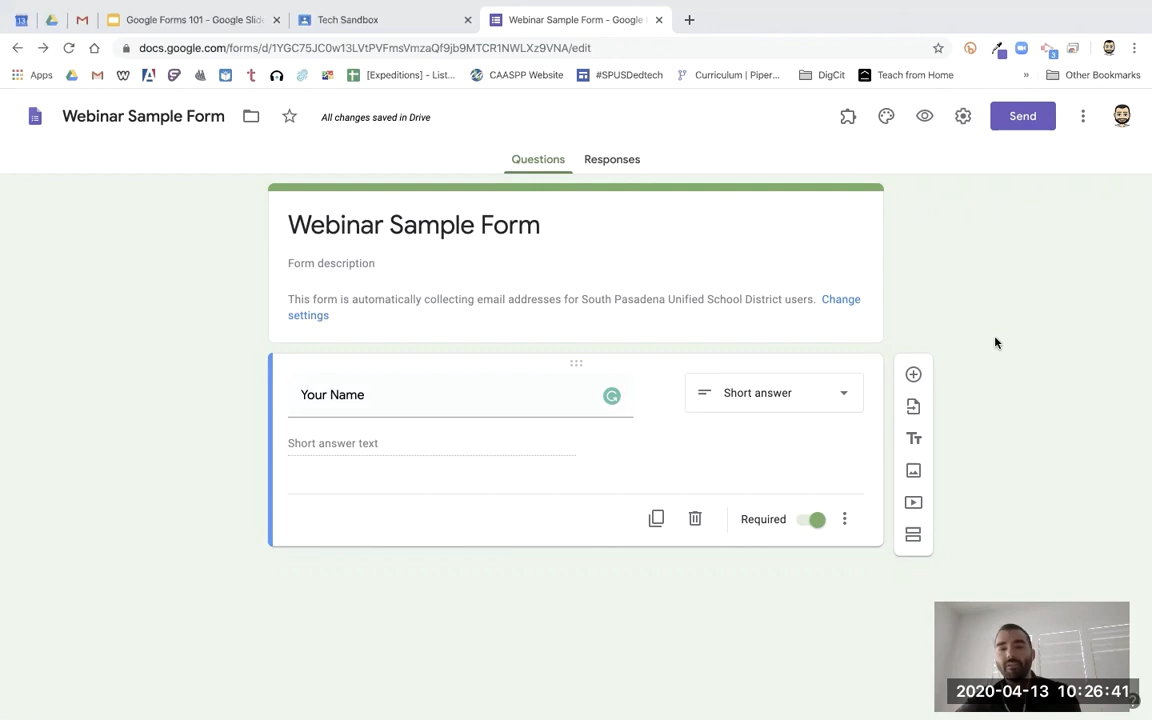 Google Forms 101 - Google Slide
Tech Sandbox
Webinar Sample Form - Google
docs.google.com/forms/d/1YGC75JC0w13LVtPVFmsVmzaQf9jb9MTCR1NWLXz9VNA/edit
Apps
[Expeditions] - List...
CAASPP Website
#SPUSDedtech
Curriculum | Piper...
DigCit
Teach from Home
»
Other Bookmarks
Webinar Sample Form
All changes saved in Drive
Send
Questions
Responses
Webinar Sample Form
Form description
This form is automatically collecting email addresses for South Pasadena Unified School District users. Change
settings
Your Name
Short answer
Short answer text
Required
2020-04-13 10:26:41